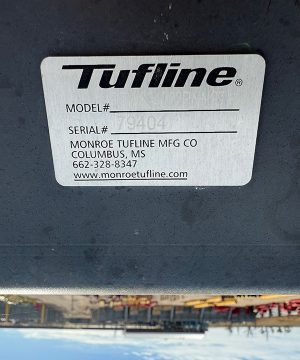 Tufline®
MODEL#
SERIAL# 79404
MONROE TUFLINE MFG CO
COLUMBUS, MS
662-328-8347
www.monroetufline.com